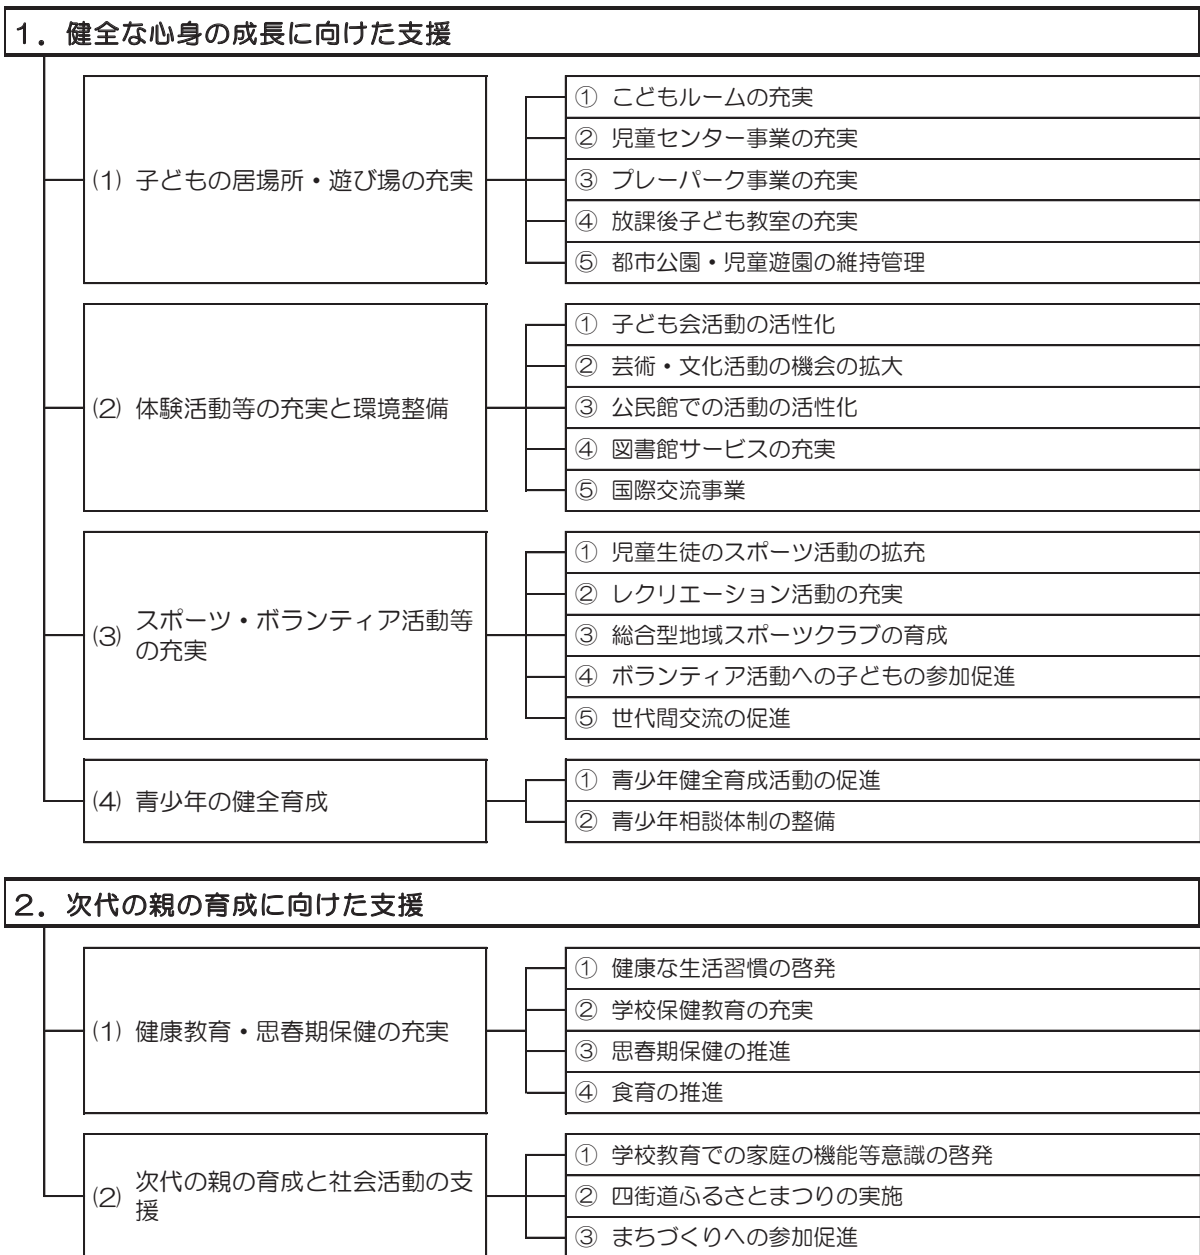 １．健全な心身の成長に向けた支援
(1) 子どもの居場所・遊び場の充実
① こどもルームの充実
② 児童センター事業の充実
③ プレーパーク事業の充実
④ 放課後子ども教室の充実
⑤ 都市公園・児童遊園の維持管理
(2) 体験活動等の充実と環境整備
① 子ども会活動の活性化
② 芸術・文化活動の機会の拡大
③ 公民館での活動の活性化
④ 図書館サービスの充実
⑤ 国際交流事業
(3) スポーツ・ボランティア活動等
の充実
① 児童生徒のスポーツ活動の拡充
② レクリエーション活動の充実
③ 総合型地域スポーツクラブの育成
④ ボランティア活動への子どもの参加促進
⑤ 世代間交流の促進
(4) 青少年の健全育成
① 青少年健全育成活動の促進
② 青少年相談体制の整備
２．次代の親の育成に向けた支援
(1) 健康教育・思春期保健の充実
① 健康な生活習慣の啓発
② 学校保健教育の充実
③ 思春期保健の推進
④ 食育の推進
(2) 次代の親の育成と社会活動の支
援
① 学校教育での家庭の機能等意識の啓発
② 四街道ふるさとまつりの実施
③ まちづくりへの参加促進